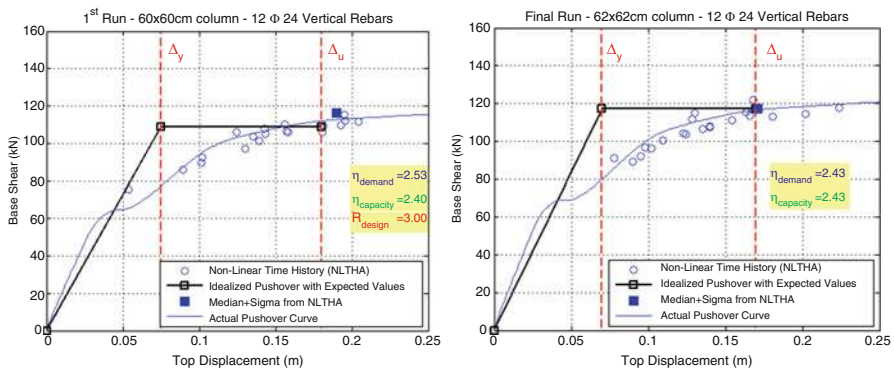 1st Run - 60x60cm column - 12 Φ 24 Vertical Rebars
Δy
Δu
160
140
120
100
80
60
40
20
0
Base Shear (kN)
ηdemand=2.53
ηcapacity=2.40
Rdesign=3.00
Non-Linear Time History (NLTHA)
Idealized Pushover with Expected Values
Median+Sigma from NLTHA
Actual Pushover Curve
0 0.05 0.1 0.15 0.2 0.25
Top Displacement (m)
Final Run - 62x62cm column - 12 Φ 24 Vertical Rebars
Δy
Δu
160
140
120
100
80
60
40
20
0
Base Shear (kN)
ηdemand=2.43
ηcapacity=2.43
Non-Linear Time History (NLTHA)
Idealized Pushover with Expected Values
Median+Sigma from NLTHA
Actual Pushover Curve
0 0.05 0.1 0.15 0.2 0.25
Top Displacement (m)